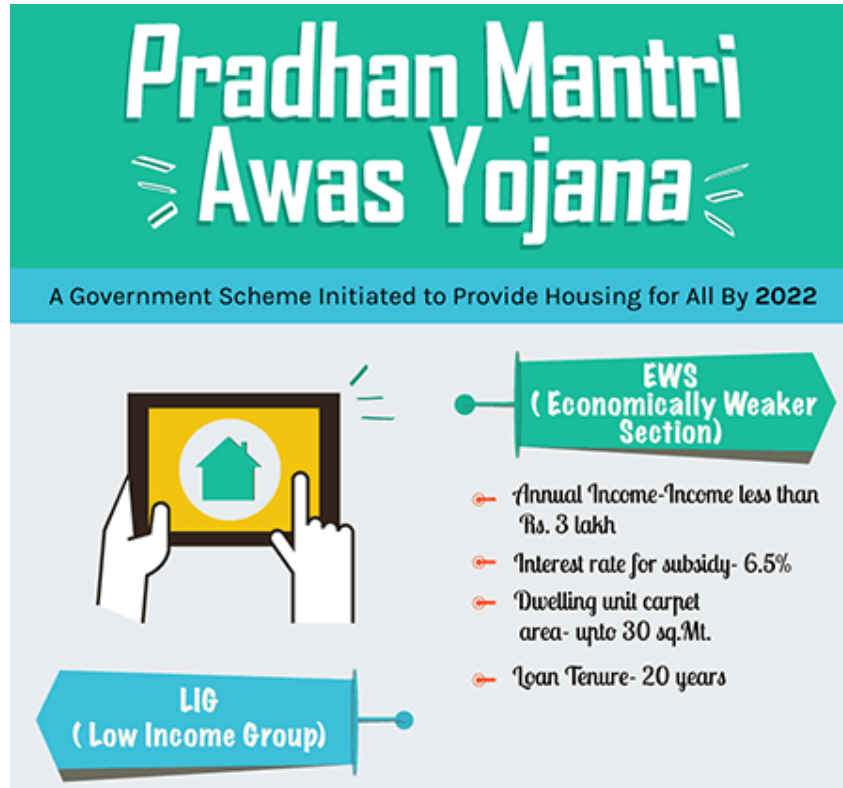 Pradhan Mantri
Awas Yojana
A Government Scheme Initiated to Provide Housing for All By 2022
EWS
( Economically Weaker
Section)
Annual Income-Income less than
Rs. 3 lakh
Interest rate for subsidy- 6.5%
Dwelling unit carpet
area- upto 30 sq.Mt.
Loan Tenure- 20 years
LIG
( Low Income Group)